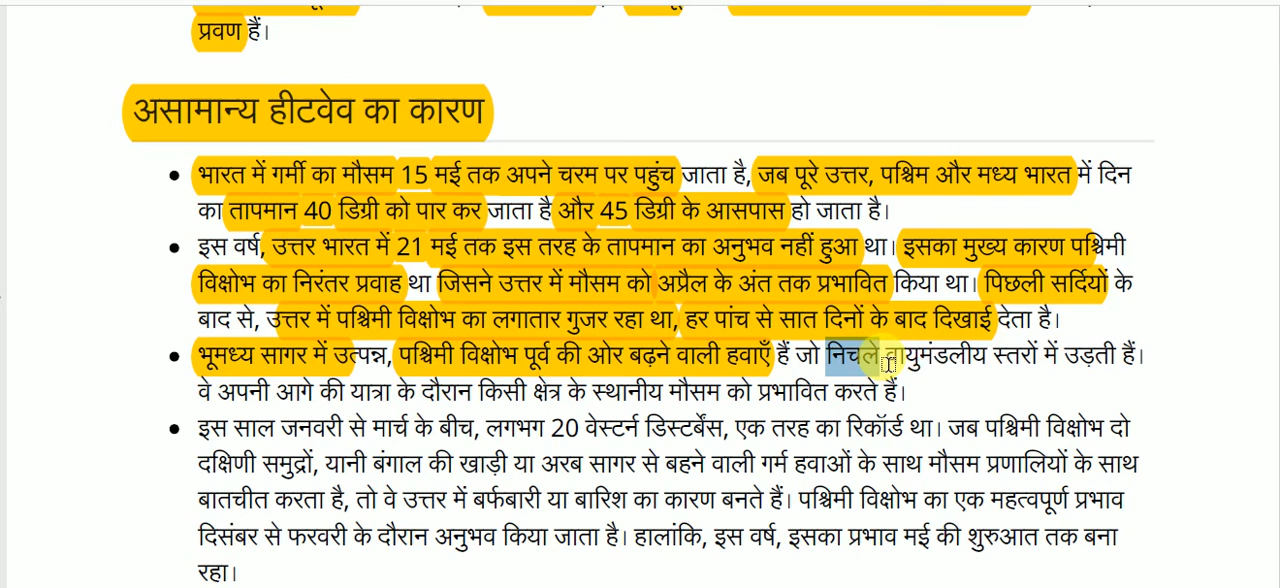 प्रवण हैं।
असामान्य हीटवेव का कारण
भारत में गर्मी का मौसम 15 मई तक अपने चरम पर पहुंच जाता है, जब पूरे उत्तर, पश्चिम और मध्य भारत में दिन
का तापमान 40 डिग्री को पार कर जाता है और 45 डिग्री के आसपास हो जाता है।
इस वर्ष, उत्तर भारत में 21 मई तक इस तरह के तापमान का अनुभव नहीं हुआ था। इसका मुख्य कारण पश्चिमी
विक्षोभ का निरंतर प्रवाह था जिसने उत्तर में मौसम को अप्रैल के अंत तक प्रभावित किया था। पिछली सर्दियों के
बाद से, उत्तर में पश्चिमी विक्षोभ का लगातार गुजर रहा था, हर पांच से सात दिनों के बाद दिखाई देता है।
भूमध्य सागर में उत्पन्न, पश्चिमी विक्षोभ पूर्व की ओर बढ़ने वाली हवाएँ हैं जो निचले वायुमंडलीय स्तरों में उड़ती हैं।
वे अपनी आगे की यात्रा के दौरान किसी क्षेत्र के स्थानीय मौसम को प्रभावित करते हैं।
इस साल जनवरी से मार्च के बीच, लगभग 20 वेस्टर्न डिस्टर्बेंस, एक तरह का रिकॉर्ड था। जब पश्चिमी विक्षोभ दो
दक्षिणी समुद्रों, यानी बंगाल की खाड़ी या अरब सागर से बहने वाली गर्म हवाओं के साथ मौसम प्रणालियों के साथ
बातचीत करता है, तो वे उत्तर में बर्फबारी या बारिश का कारण बनते हैं। पश्चिमी विक्षोभ का एक महत्वपूर्ण प्रभाव
दिसंबर से फरवरी के दौरान अनुभव किया जाता है। हालांकि, इस वर्ष, इसका प्रभाव मई की शुरुआत तक बना
रहा।